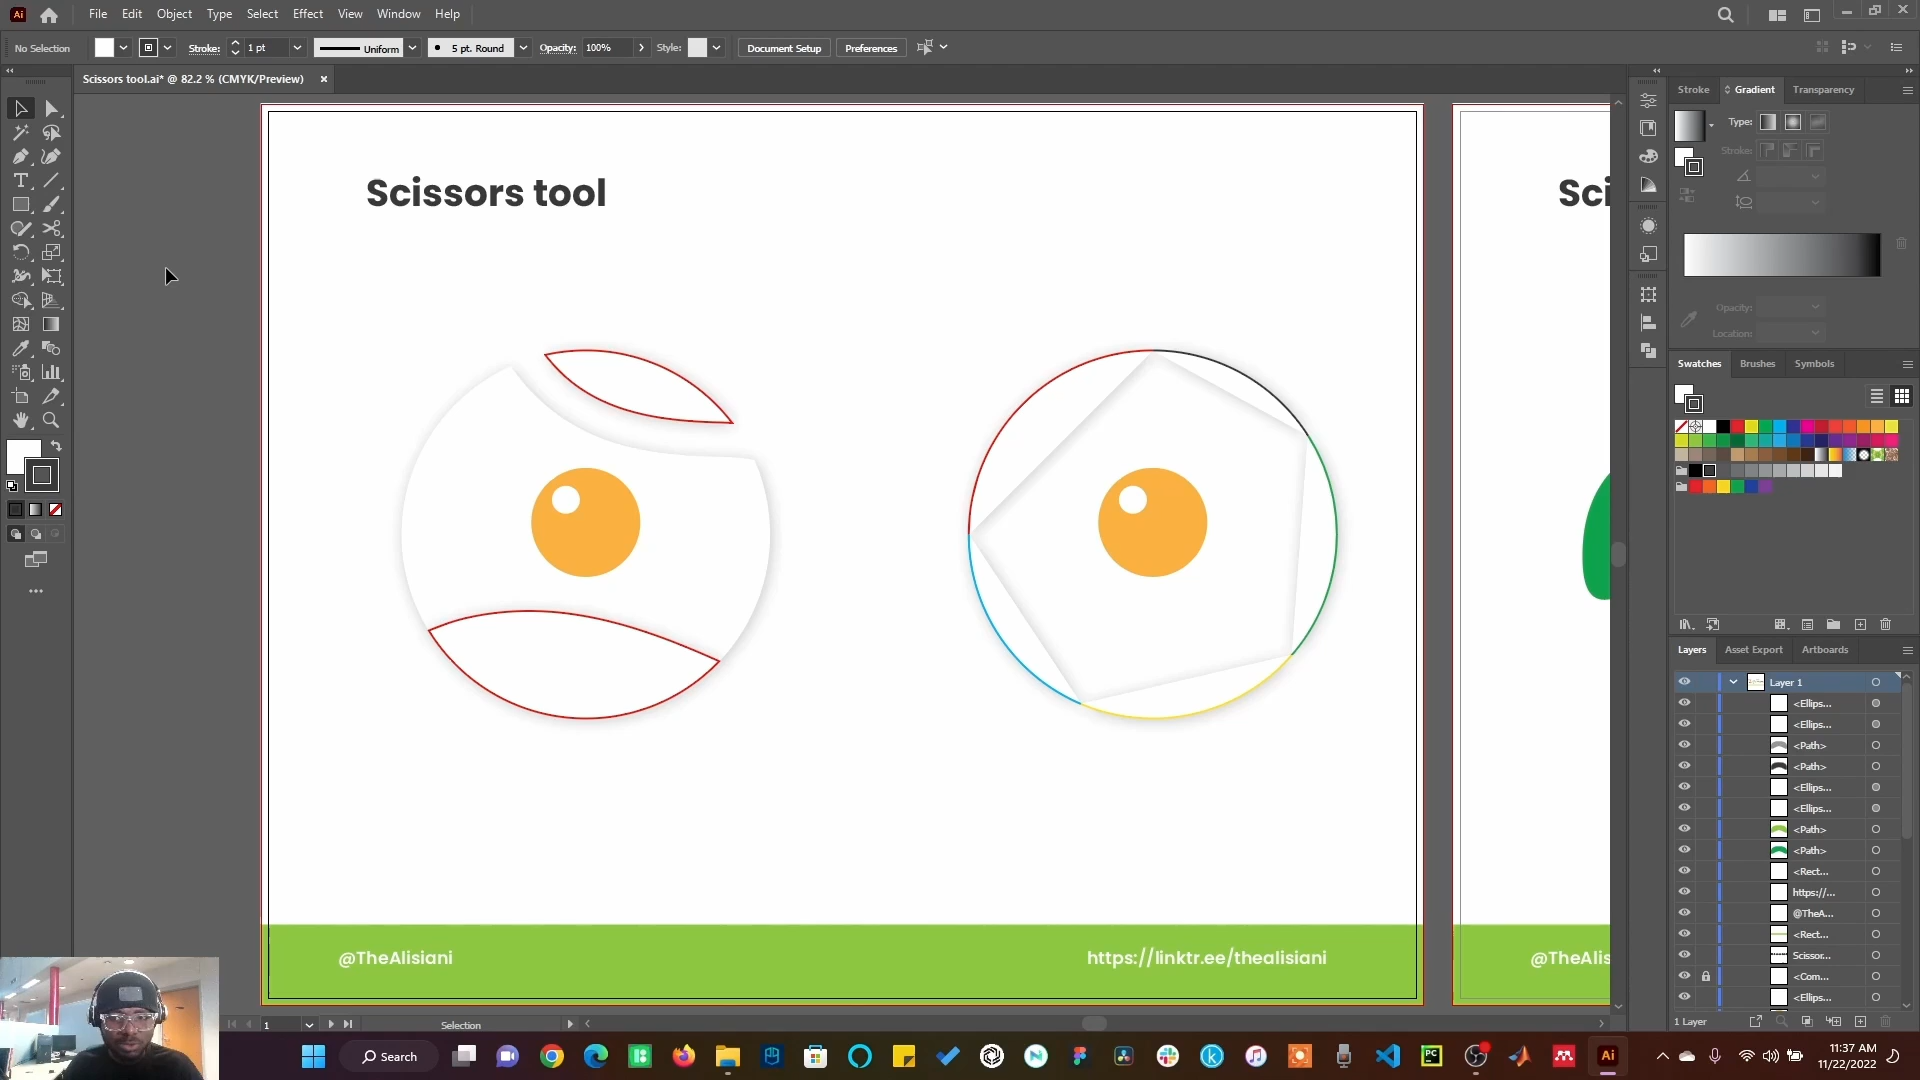 File Edit Object Type Select Effect View Window Help
No Selection Stroke: 1 pt Uniform 5 pt. Round Opacity: 100% Style: Document Setup Preferences
Scissors tool.ai* @ 82.2 % (CMYK/Preview)
Scissors tool
Sci
@TheAlisiani
https://linktr.ee/thealisiani
@TheAlis
Stroke Gradient Transparency
Type:
Stroke:
Opacity:
Location:
Swatches Brushes Symbols
Layers Asset Export Artboards
Layer 1
<Ellips...
<Ellips...
<Path>
<Path>
<Ellips...
<Ellips...
<Path>
<Path>
<Rect...
https://...
@TheA...
<Rect...
Scissor...
<Com...
<Ellips...
1 Layer
1 Selection
Search
11:37 AM
11/22/2022